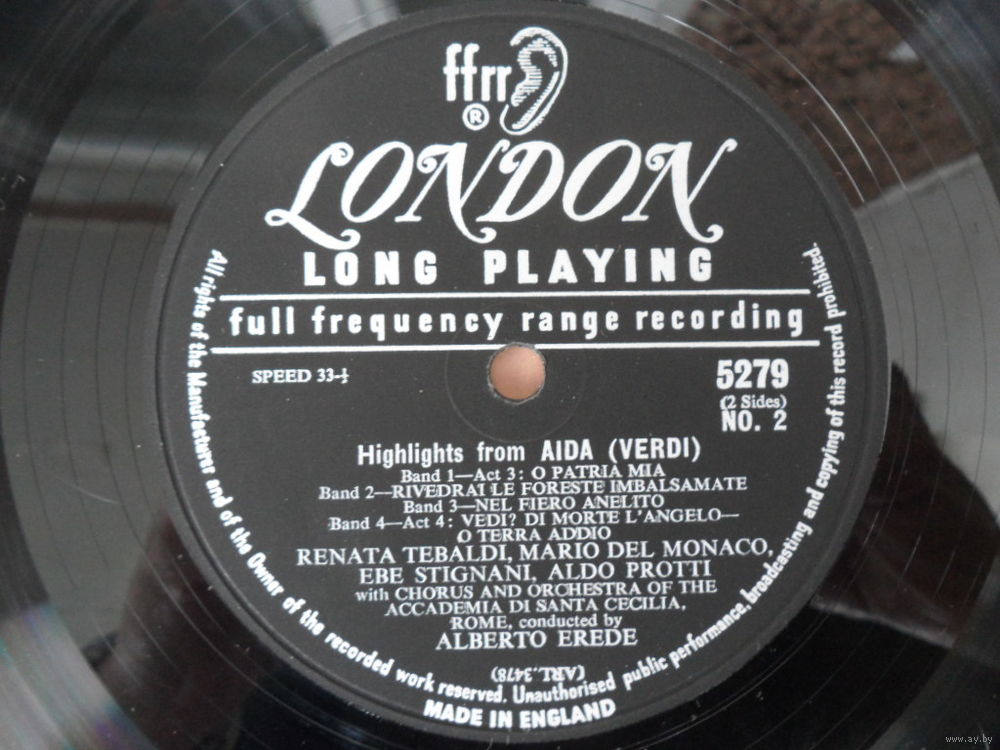 ffrr
®
LONDON
LONG PLAYING
full frequency range recording
SPEED 33-⅓
5279
(2 Sides)
NO. 2
Highlights from AIDA (VERDI)
Band 1—Act 3: O PATRIA MIA
Band 2—RIVEDRAI LE FORESTE IMBALSAMATE
Band 3—NEL FIERO ANELITO
Band 4—Act 4: VEDI? DI MORTE L'ANGELO—
O TERRA ADDIO
RENATA TEBALDI, MARIO DEL MONACO,
EBE STIGNANI, ALDO PROTTI
with CHORUS AND ORCHESTRA OF THE
ACCADEMIA DI SANTA CECILIA,
ROME, conducted by
ALBERTO EREDE
(ARL.3478)
All rights of the Manufacturer and of the Owner of the recorded work reserved. Unauthorised public performance, broadcasting and copying of this record prohibited.
MADE IN ENGLAND
www.ay.by